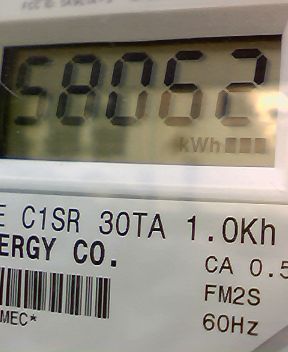 58062
kWh
E C1SR 30TA 1.0Kh
ERGY CO.
CA 0.5
FM2S
MEC*
60Hz